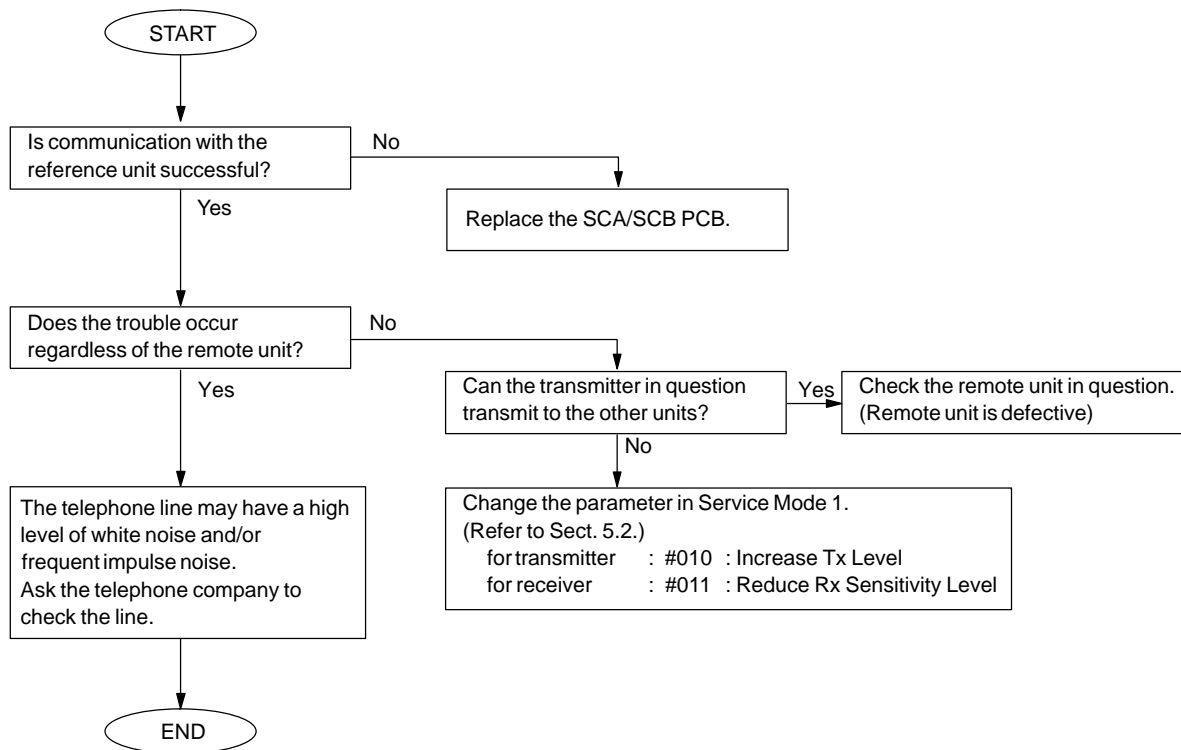 START
Is communication with the
reference unit successful?
No
Yes
Replace the SCA/SCB PCB.
Does the trouble occur
regardless of the remote unit?
No
Yes
Can the transmitter in question
transmit to the other units?
Yes
Check the remote unit in question.
(Remote unit is defective)
No
The telephone line may have a high
level of white noise and/or
frequent impulse noise.
Ask the telephone company to
check the line.
Change the parameter in Service Mode 1.
(Refer to Sect. 5.2.)
for transmitter : #010 : Increase Tx Level
for receiver : #011 : Reduce Rx Sensitivity Level
END